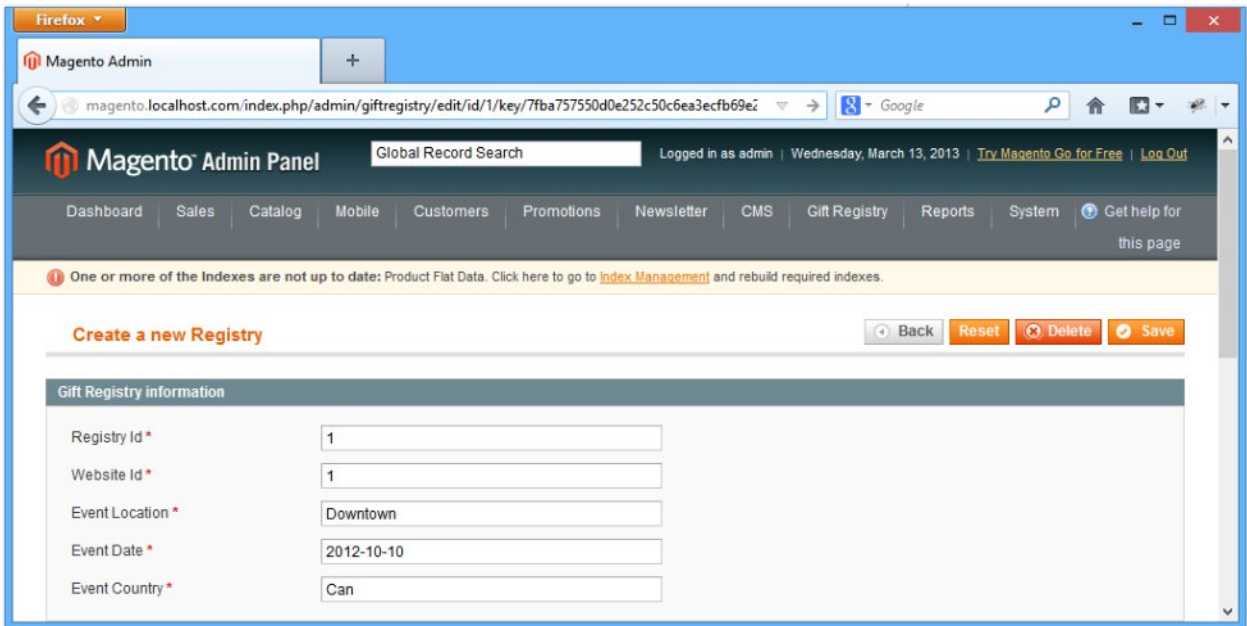 Firefox
Magento Admin
magento.localhost.com/index.php/admin/giftregistry/edit/id/1/key/7fba757550d0e252c50c6ea3ecfb69e2
Google
Magento Admin Panel
Global Record Search
Logged in as admin | Wednesday, March 13, 2013 | Try Magento Go for Free | Log Out
Dashboard Sales Catalog Mobile Customers Promotions Newsletter CMS Gift Registry Reports System Get help for
this page
One or more of the Indexes are not up to date: Product Flat Data. Click here to go to Index Management and rebuild required indexes.
Create a new Registry Back Reset Delete Save
Gift Registry information
Registry Id * 1
Website Id * 1
Event Location * Downtown
Event Date * 2012-10-10
Event Country * Can